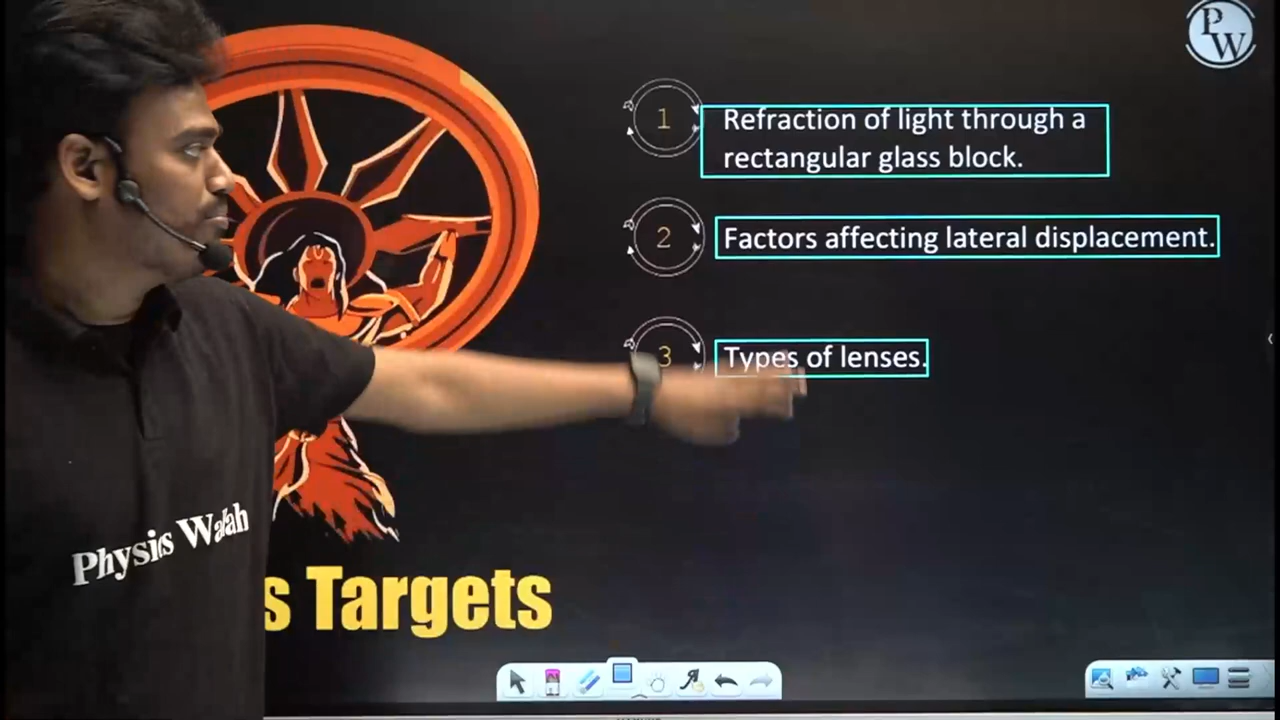 PW
1
Refraction of light through a
rectangular glass block.
2
Factors affecting lateral displacement.
3
Types of lenses.
Physics Wallah
s Targets